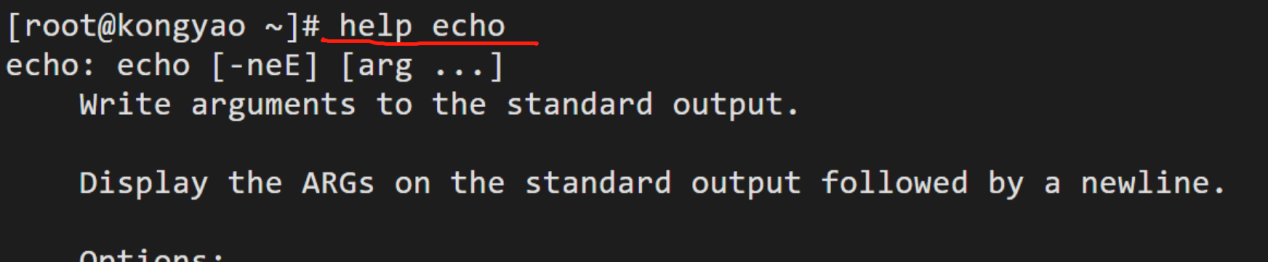 [root@kongyao ~]# help echo
echo: echo [-neE] [arg ...]
    Write arguments to the standard output.

    Display the ARGs on the standard output followed by a newline.

    Options: